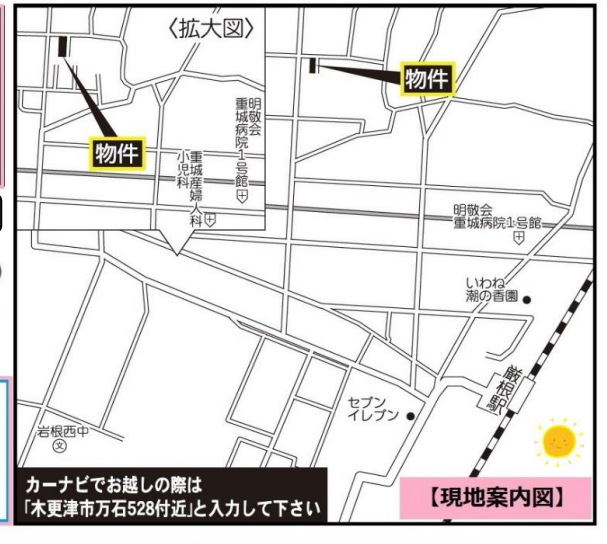 〈拡大図〉
物件
明敬会
重城病院1号館
重城産婦人科
小児科
物件
明敬会
重城病院1号館
いわね
潮の香園
巌根駅
セブン
イレブン
岩根西中
文
カーナビでお越しの際は
「木更津市万石528付近」と入力して下さい
【現地案内図】